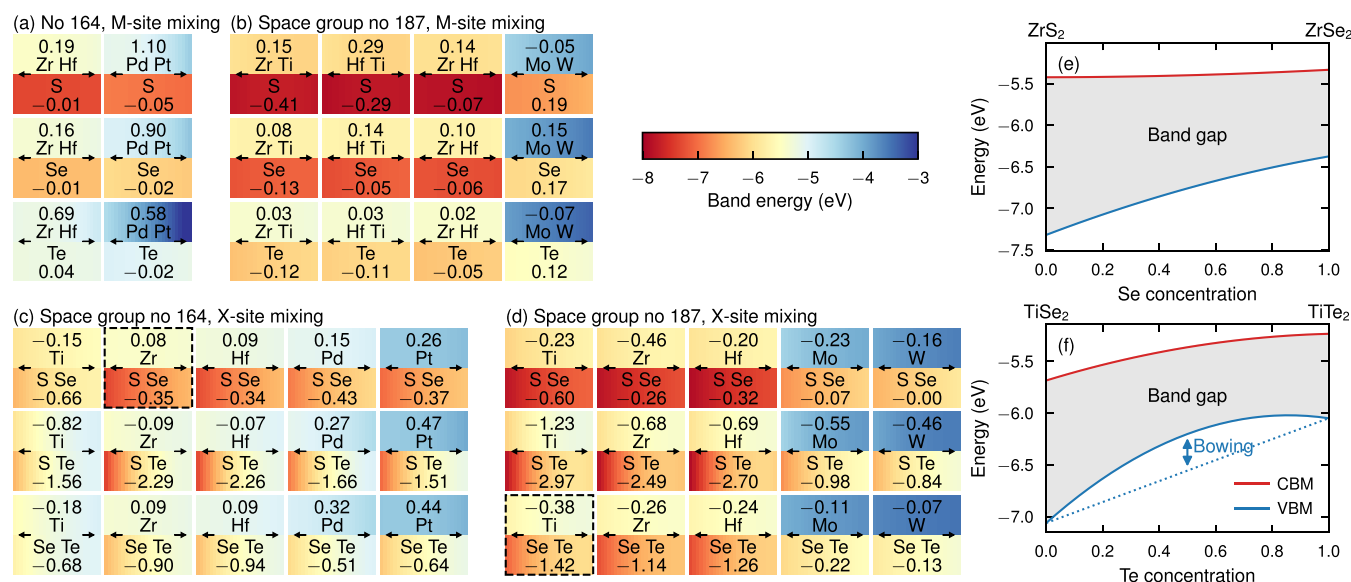 (a) No 164, M-site mixing
0.19 1.10
Zr Hf Pd Pt
S S
−0.01 −0.05
0.16 0.90
Zr Hf Pd Pt
Se Se
−0.01 −0.02
0.69 0.58
Zr Hf Pd Pt
Te Te
0.04 −0.02
(b) Space group no 187, M-site mixing
0.15 0.29 0.14 −0.05
Zr Ti Hf Ti Zr Hf Mo W
S S S S
−0.41 −0.29 −0.07 0.19
0.08 0.14 0.10 0.15
Zr Ti Hf Ti Zr Hf Mo W
Se Se Se Se
−0.13 −0.05 −0.06 0.17
0.03 0.03 0.02 −0.07
Zr Ti Hf Ti Zr Hf Mo W
Te Te Te Te
−0.12 −0.11 −0.05 0.12
−8 −7 −6 −5 −4 −3
Band energy (eV)
(c) Space group no 164, X-site mixing
−0.15 0.08 0.09 0.15 0.26
Ti Zr Hf Pd Pt
S Se S Se S Se S Se S Se
−0.66 −0.35 −0.34 −0.43 −0.37
−0.82 −0.09 −0.07 0.27 0.47
Ti Zr Hf Pd Pt
S Te S Te S Te S Te S Te
−1.56 −2.29 −2.26 −1.66 −1.51
−0.18 0.09 0.09 0.32 0.44
Ti Zr Hf Pd Pt
Se Te Se Te Se Te Se Te Se Te
−0.68 −0.90 −0.94 −0.51 −0.64
(d) Space group no 187, X-site mixing
−0.23 −0.46 −0.20 −0.23 −0.16
Ti Zr Hf Mo W
S Se S Se S Se S Se S Se
−0.60 −0.26 −0.32 −0.07 −0.00
−1.23 −0.68 −0.69 −0.55 −0.46
Ti Zr Hf Mo W
S Te S Te S Te S Te S Te
−2.97 −2.49 −2.70 −0.98 −0.84
−0.38 −0.26 −0.24 −0.11 −0.07
Ti Zr Hf Mo W
Se Te Se Te Se Te Se Te Se Te
−1.42 −1.14 −1.26 −0.22 −0.13
ZrS₂ ZrSe₂
(e)
Band gap
Energy (eV)
−5.5
−6.0
−6.5
−7.0
−7.5
0.0 0.2 0.4 0.6 0.8 1.0
Se concentration
TiSe₂ TiTe₂
(f)
Band gap
Bowing
CBM
VBM
Energy (eV)
−5.5
−6.0
−6.5
−7.0
0.0 0.2 0.4 0.6 0.8 1.0
Te concentration